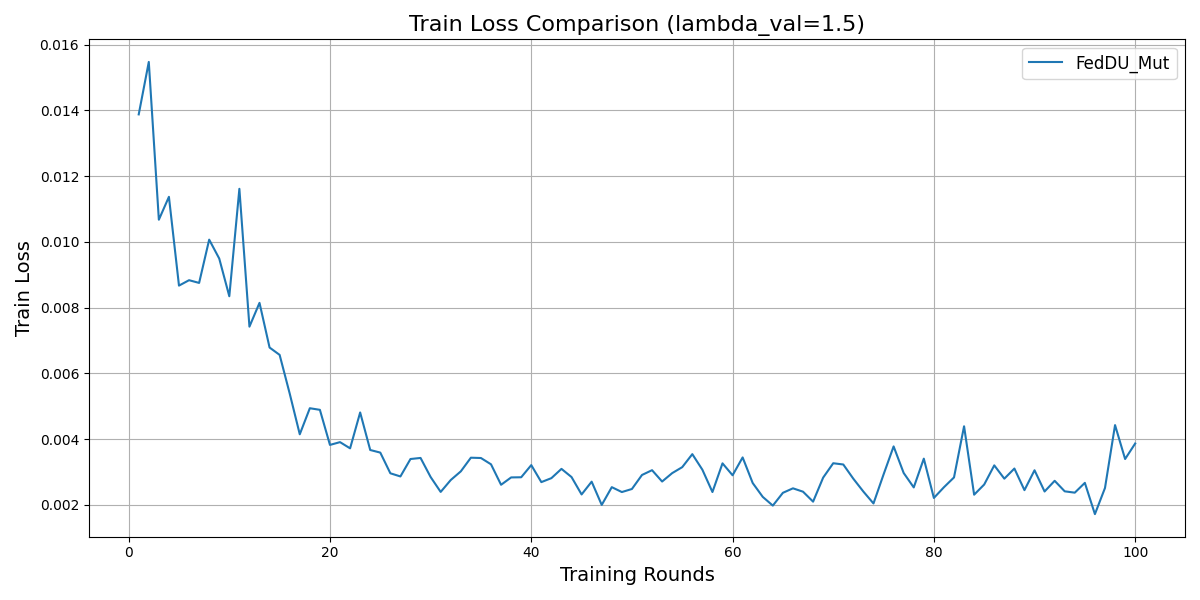 Train Loss Comparison (lambda_val=1.5)
FedDU_Mut
Train Loss
0.016
0.014
0.012
0.010
0.008
0.006
0.004
0.002
0 20 40 60 80 100
Training Rounds